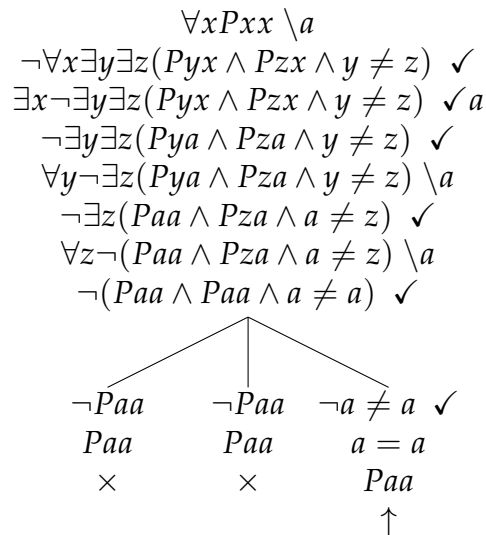 ∀xPxx \a
¬∀x∃y∃z(Pyx ∧ Pzx ∧ y ≠ z) ✓
∃x¬∃y∃z(Pyx ∧ Pzx ∧ y ≠ z) ✓a
¬∃y∃z(Pya ∧ Pza ∧ y ≠ z) ✓
∀y¬∃z(Pya ∧ Pza ∧ y ≠ z) \a
¬∃z(Paa ∧ Pza ∧ a ≠ z) ✓
∀z¬(Paa ∧ Pza ∧ a ≠ z) \a
¬(Paa ∧ Paa ∧ a ≠ a) ✓
¬Paa ¬Paa ¬a ≠ a ✓
Paa Paa a = a
× × Paa
↑